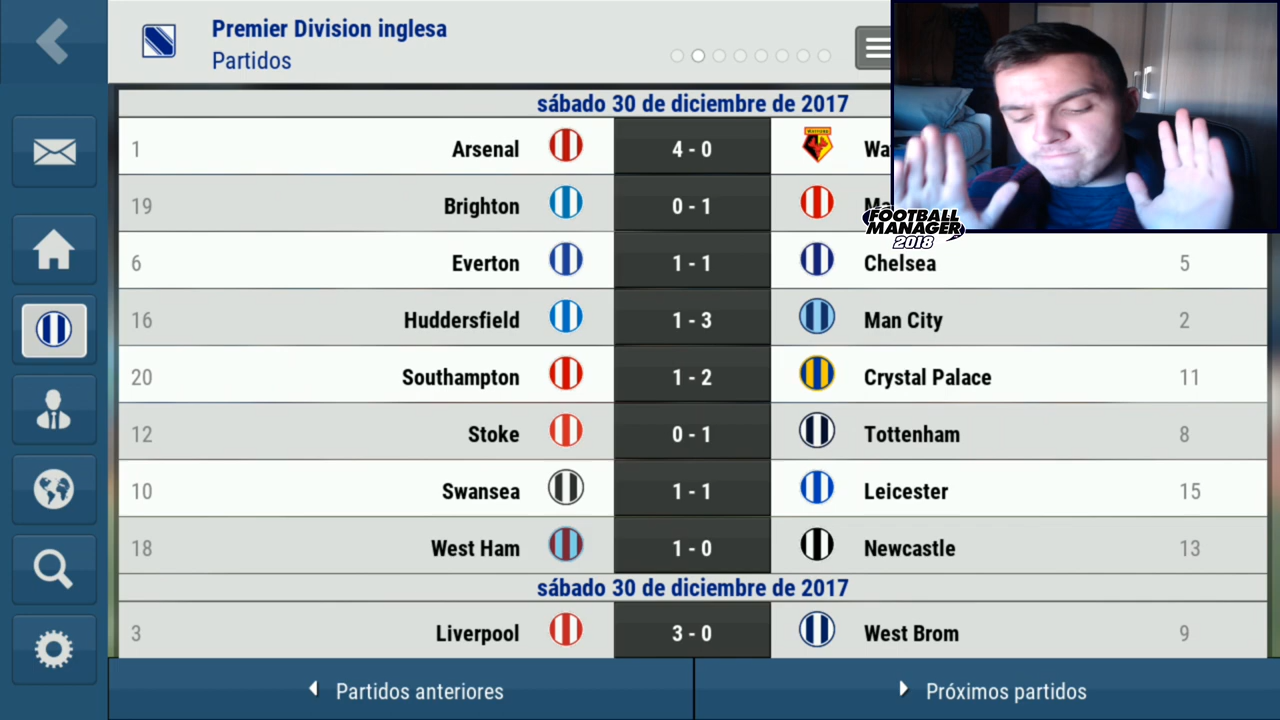 Premier Division inglesa
Partidos
sábado 30 de diciembre de 2017
1 Arsenal 4 - 0
19 Brighton 0 - 1
FOOTBALL
MANAGER
2018
6 Everton 1 - 1 Chelsea 5
16 Huddersfield 1 - 3 Man City 2
20 Southampton 1 - 2 Crystal Palace 11
12 Stoke 0 - 1 Tottenham 8
10 Swansea 1 - 1 Leicester 15
18 West Ham 1 - 0 Newcastle 13
sábado 30 de diciembre de 2017
3 Liverpool 3 - 0 West Brom 9
Partidos anteriores
Próximos partidos